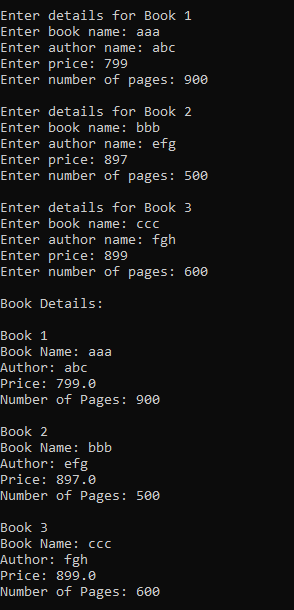 Enter details for Book 1
Enter book name: aaa
Enter author name: abc
Enter price: 799
Enter number of pages: 900
Enter details for Book 2
Enter book name: bbb
Enter author name: efg
Enter price: 897
Enter number of pages: 500
Enter details for Book 3
Enter book name: ccc
Enter author name: fgh
Enter price: 899
Enter number of pages: 600
Book Details:
Book 1
Book Name: aaa
Author: abc
Price: 799.0
Number of Pages: 900
Book 2
Book Name: bbb
Author: efg
Price: 897.0
Number of Pages: 500
Book 3
Book Name: ccc
Author: fgh
Price: 899.0
Number of Pages: 600